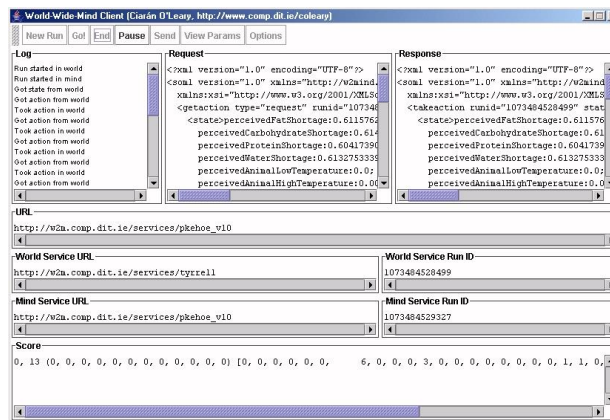 World-Wide-Mind Client (Ciarán O'Leary, http://www.comp.dit.ie/coleary)
New Run Go! End Pause Send View Params Options
Log
Run started in world
Run started in mind
Got state from world
Got action from world
Took action in world
Got action from world
Took action in world
Got action from world
Took action in world
Got action from world
Took action in world
Got action from world
Request
<?xml version="1.0" encoding="UTF-8"?>
<soml version="1.0" xmlns="http://w2mind.
xmlns:xsi="http://www.w3.org/2001/XMLSc
<getaction type="request" runid="107348
<state>perceivedFatShortage:0.6115762
perceivedCarbohydrateShortage:0.614
perceivedProteinShortage:0.60417390
perceivedWaterShortage:0.6132753339
perceivedAnimalLowTemperature:0.0;
perceivedAnimalHighTemperature:0.00
Response
<?xml version="1.0" encoding="UTF-8"?>
<soml version="1.0" xmlns="http://w2mind
xmlns:xsi="http://www.w3.org/2001/XMLS
<takeaction runid="1073484528499" stat
<state>perceivedFatShortage:0.611576
perceivedCarbohydrateShortage:0.61
perceivedProteinShortage:0.6041739
perceivedWaterShortage:0.613275333
perceivedAnimalLowTemperature:0.0;
perceivedAnimalHighTemperature:0.0
URL
http://w2m.comp.dit.ie/services/pkehoe_v10
World Service URL
http://w2m.comp.dit.ie/services/tyrrell
World Service Run ID
1073484528499
Mind Service URL
http://w2m.comp.dit.ie/services/pkehoe_v10
Mind Service Run ID
1073484529327
Score
0, 13 (0, 0, 0, 0, 0, 0, 0, 0, 0, 0, 0, 0) [0, 0, 0, 0, 0, 0, 6, 0, 0, 0, 3, 0, 0, 0, 0, 0, 0, 0, 0, 1, 1, 0,